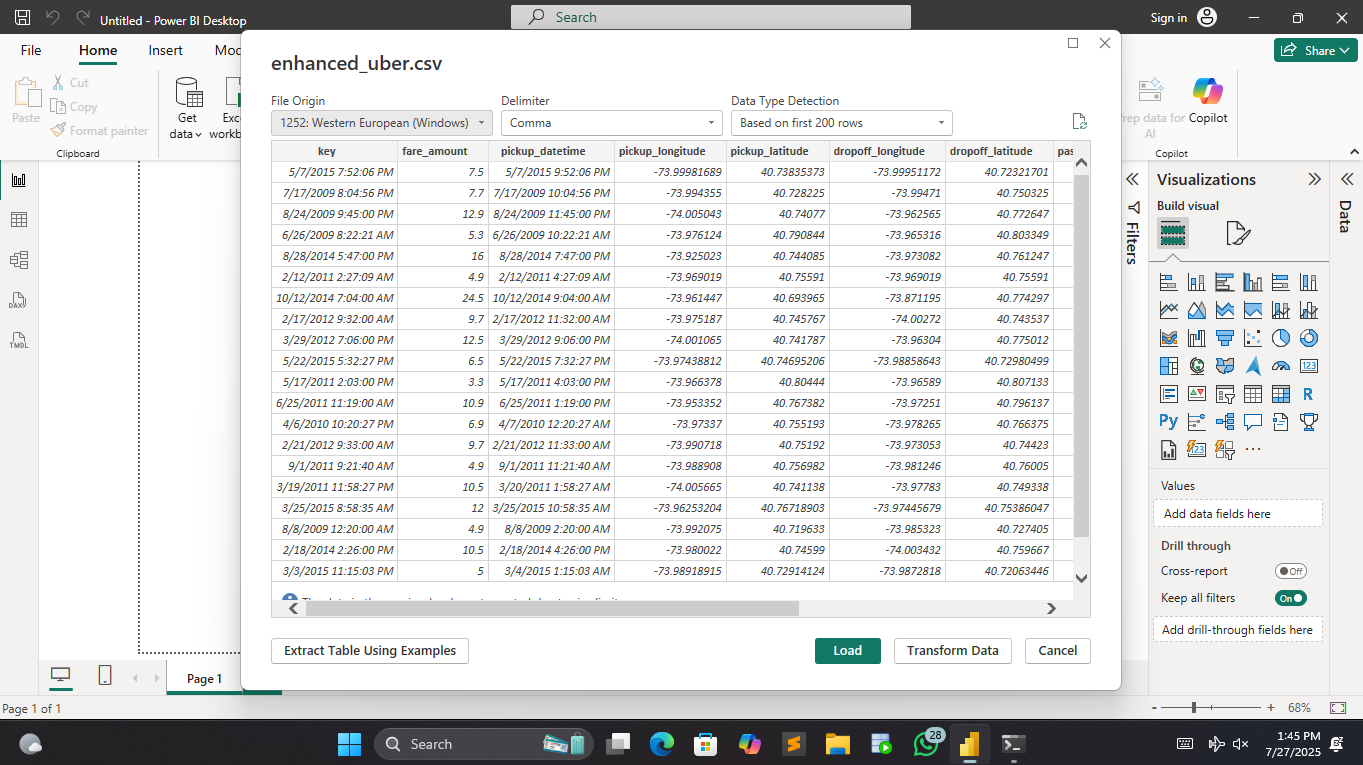 Untitled - Power BI Desktop
Search
Sign in
File
Home
Insert
Share
Paste
Cut
Copy
Format painter
Clipboard
Get
data
AI
Copilot
Copilot
enhanced_uber.csv
File Origin
Delimiter
Data Type Detection
1252: Western European (Windows)
Comma
Based on first 200 rows
key fare_amount pickup_datetime pickup_longitude pickup_latitude dropoff_longitude dropoff_latitude
5/7/2015 7:52:06 PM 7.5 5/7/2015 9:52:06 PM -73.99981689 40.73835373 -73.99951172 40.72321701
7/17/2009 8:04:56 PM 7.7 7/17/2009 10:04:56 PM -73.994355 40.728225 -73.99471 40.750325
8/24/2009 9:45:00 PM 12.9 8/24/2009 11:45:00 PM -74.005043 40.74077 -73.962565 40.772647
6/26/2009 8:22:21 AM 5.3 6/26/2009 10:22:21 AM -73.976124 40.790844 -73.965316 40.803349
8/28/2014 5:47:00 PM 16 8/28/2014 7:47:00 PM -73.925023 40.744085 -73.973082 40.761247
2/12/2011 2:27:09 AM 4.9 2/12/2011 4:27:09 AM -73.969019 40.75591 -73.969019 40.75591
10/12/2014 7:04:00 AM 24.5 10/12/2014 9:04:00 AM -73.961447 40.693965 -73.871195 40.774297
2/17/2012 9:32:00 AM 9.7 2/17/2012 11:32:00 AM -73.975187 40.745767 -74.00272 40.743537
3/29/2012 7:06:00 PM 12.5 3/29/2012 9:06:00 PM -74.001065 40.741787 -73.96304 40.775012
5/22/2015 5:32:27 PM 6.5 5/22/2015 7:32:27 PM -73.97438812 40.74695206 -73.98858643 40.72980499
5/17/2011 2:03:00 PM 3.3 5/17/2011 4:03:00 PM -73.966378 40.80444 -73.96589 40.807133
6/25/2011 11:19:00 AM 10.9 6/25/2011 1:19:00 PM -73.953352 40.767382 -73.97251 40.796137
4/6/2010 10:20:27 PM 6.9 4/7/2010 12:20:27 AM -73.97337 40.755193 -73.978265 40.766375
2/21/2012 9:33:00 AM 9.7 2/21/2012 11:33:00 AM -73.990718 40.75192 -73.973053 40.74423
9/1/2011 9:21:40 AM 4.9 9/1/2011 11:21:40 AM -73.988908 40.756982 -73.981246 40.76005
3/19/2011 11:58:27 PM 10.5 3/20/2011 1:58:27 AM -74.005665 40.741138 -73.97783 40.749338
3/25/2015 8:58:35 AM 12 3/25/2015 10:58:35 AM -73.96253204 40.76718903 -73.97445679 40.75386047
8/8/2009 12:20:00 AM 4.9 8/8/2009 2:20:00 AM -73.992075 40.719633 -73.985323 40.727405
2/18/2014 2:26:00 PM 10.5 2/18/2014 4:26:00 PM -73.980022 40.74599 -74.003432 40.759667
3/3/2015 11:15:03 PM 5 3/4/2015 1:15:03 AM -73.98918915 40.72914124 -73.9872818 40.72063446
Extract Table Using Examples
Load
Transform Data
Cancel
Filters
Visualizations
Build visual
123
R
Py
Values
Add data fields here
Drill through
Cross-report
Off
Keep all filters
On
Add drill-through fields here
Data
DAX
TMDL
Page 1
Page 1 of 1
68%
Search
28
1:45 PM
7/27/2025